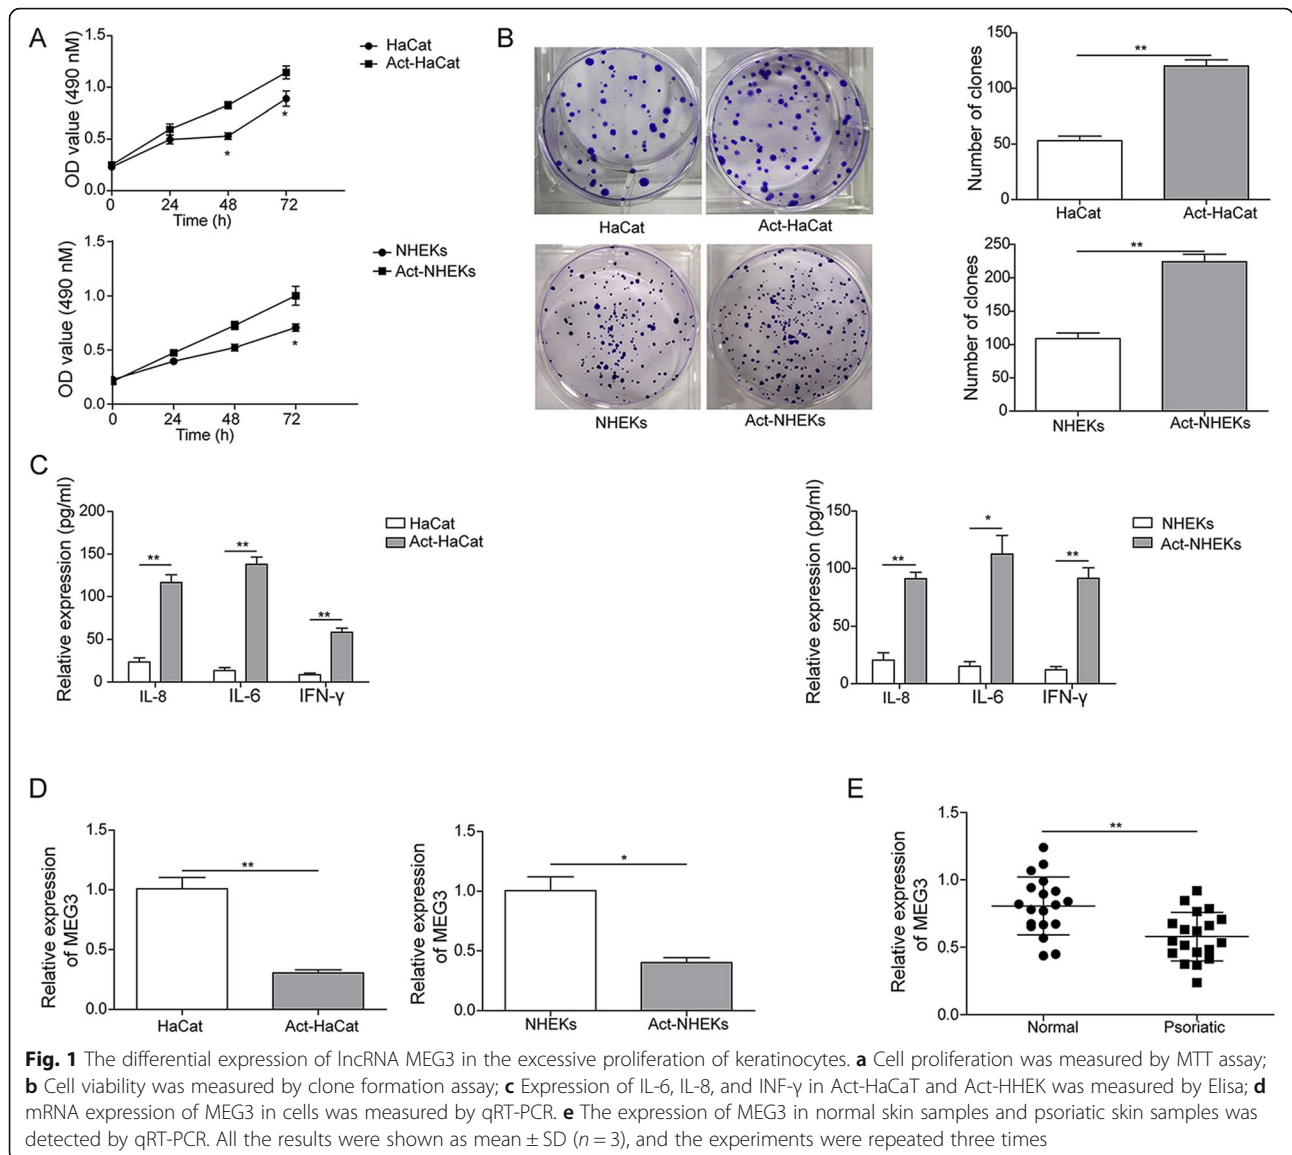 A
OD value (490 nM)
1.5
1.0
0.5
0.0
0
24
48
72
Time (h)
*
*
HaCat
Act-HaCat
OD value (490 nM)
1.5
1.0
0.5
0.0
0
24
48
72
Time (h)
*
NHEKs
Act-NHEKs
B
HaCat
Act-HaCat
NHEKs
Act-NHEKs
Number of clones
150
100
50
0
**
HaCat
Act-HaCat
Number of clones
250
200
150
100
50
0
**
NHEKs
Act-NHEKs
C
Relative expression (pg/ml)
200
150
100
50
0
**
**
**
IL-8
IL-6
IFN-γ
HaCat
Act-HaCat
Relative expression (pg/ml)
150
100
50
0
**
*
**
IL-8
IL-6
IFN-γ
NHEKs
Act-NHEKs
D
Relative expression
of MEG3
1.5
1.0
0.5
0.0
**
HaCat
Act-HaCat
Relative expression
of MEG3
1.5
1.0
0.5
0.0
*
NHEKs
Act-NHEKs
E
Relative expression
of MEG3
1.5
1.0
0.5
0.0
**
Normal
Psoriatic
Fig. 1 The differential expression of lncRNA MEG3 in the excessive proliferation of keratinocytes. a Cell proliferation was measured by MTT assay;
b Cell viability was measured by clone formation assay; c Expression of IL-6, IL-8, and INF-γ in Act-HaCaT and Act-HHEK was measured by Elisa; d
mRNA expression of MEG3 in cells was measured by qRT-PCR. e The expression of MEG3 in normal skin samples and psoriatic skin samples was
detected by qRT-PCR. All the results were shown as mean ± SD (n = 3), and the experiments were repeated three times